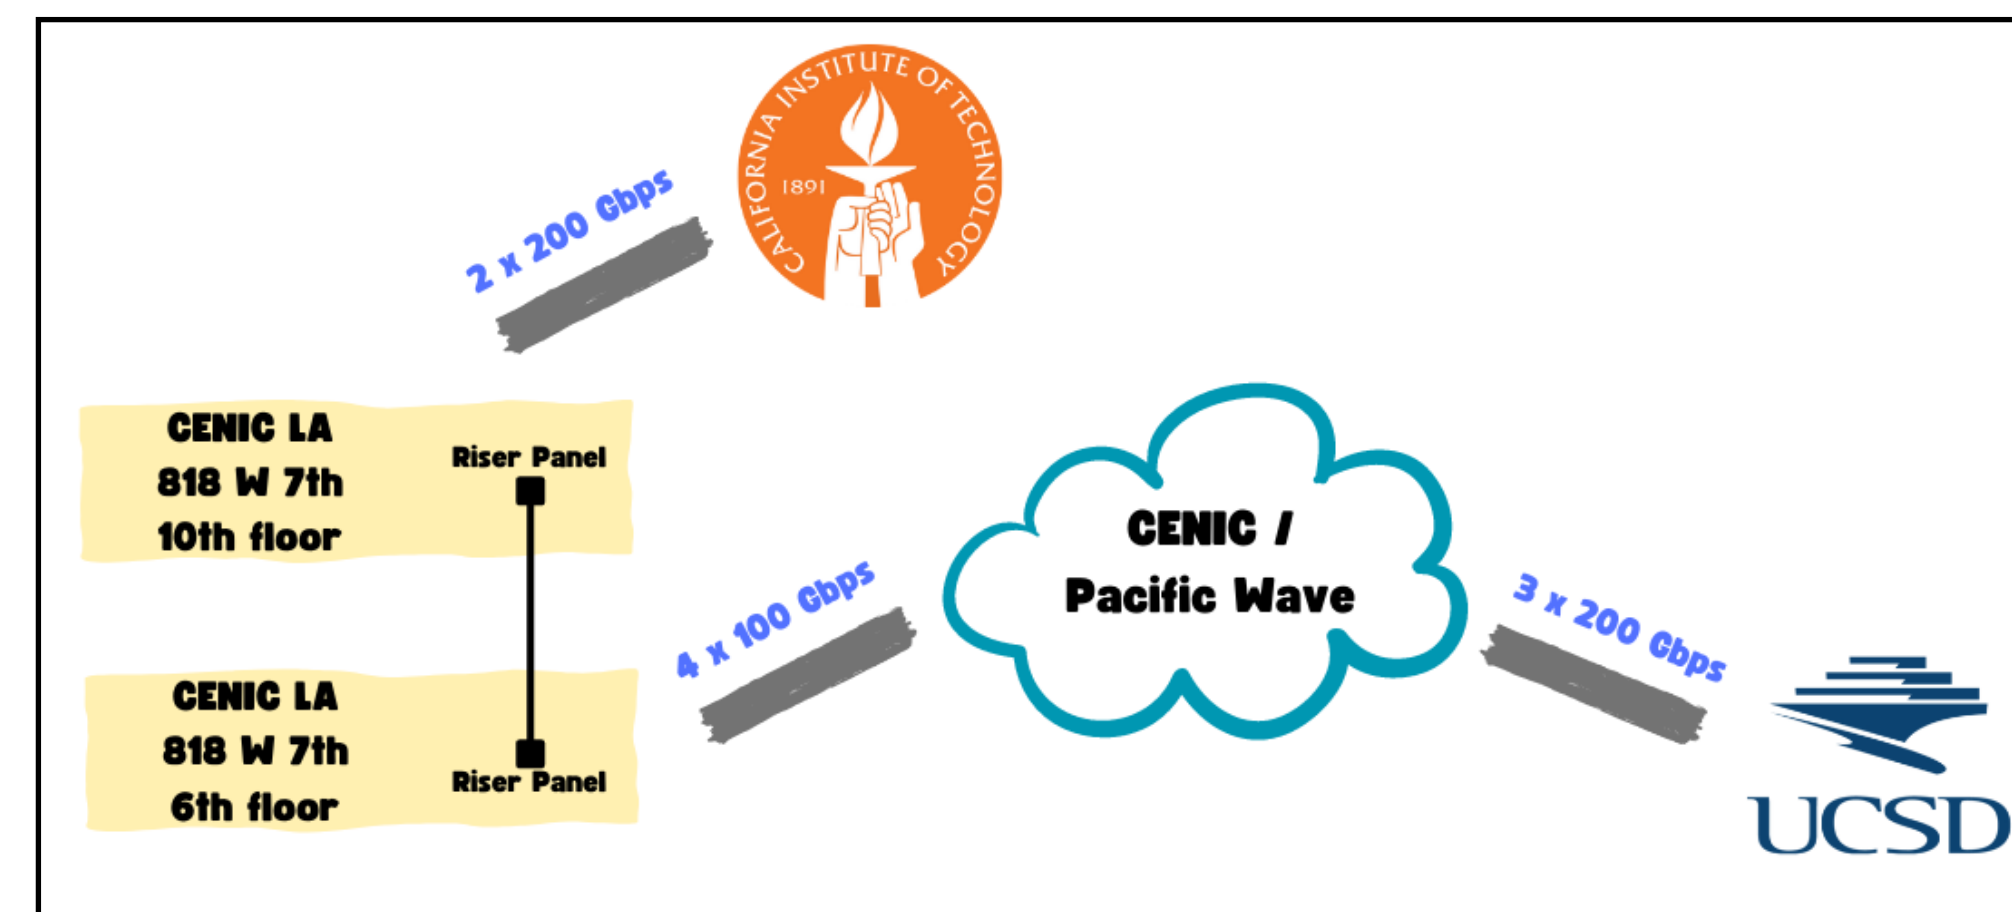 CALIFORNIA INSTITUTE OF TECHNOLOGY
1891
2 x 200 Gbps
CENIC LA
818 W 7th
10th floor
Riser Panel
CENIC /
Pacific Wave
4 x 100 Gbps
3 x 200 Gbps
CENIC LA
818 W 7th
6th floor
Riser Panel
UCSD